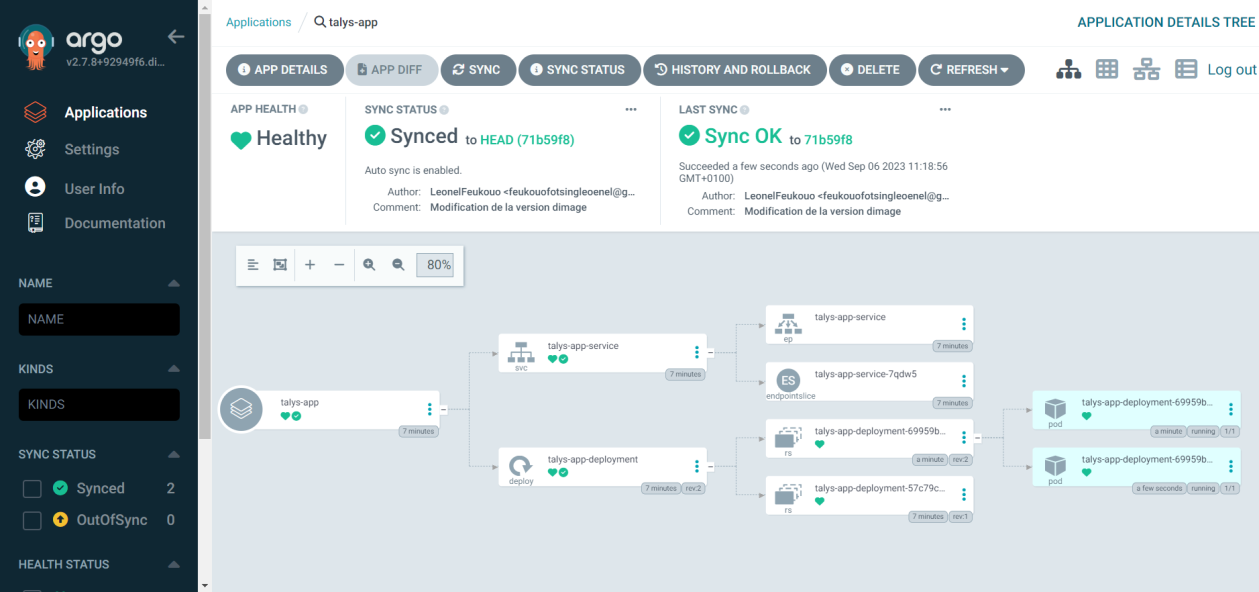 argo
v2.7.8+92949f6.di...
Applications
Settings
User Info
Documentation
NAME
NAME
KINDS
KINDS
SYNC STATUS
Synced 2
OutOfSync 0
HEALTH STATUS
Applications / talys-app
APPLICATION DETAILS TREE
APP DETAILS APP DIFF SYNC SYNC STATUS HISTORY AND ROLLBACK DELETE REFRESH Log out
APP HEALTH
Healthy
SYNC STATUS ...
Synced to HEAD (71b59f8)
Auto sync is enabled.
Author: LeonelFeukouo <feukouofotsingleoenel@g...
Comment: Modification de la version dimage
LAST SYNC ...
Sync OK to 71b59f8
Succeeded a few seconds ago (Wed Sep 06 2023 11:18:56
GMT+0100)
Author: LeonelFeukouo <feukouofotsingleoenel@g...
Comment: Modification de la version dimage
80%
talys-app
7 minutes
talys-app-service
svc
7 minutes
talys-app-deployment
deploy
7 minutes rev:2
talys-app-service
ep
7 minutes
ES
talys-app-service-7qdw5
endpointslice
7 minutes
talys-app-deployment-69959b...
rs
a minute rev:2
talys-app-deployment-57c79c...
rs
7 minutes rev:1
talys-app-deployment-69959b...
pod
a minute running 1/1
talys-app-deployment-69959b...
pod
a few seconds running 1/1